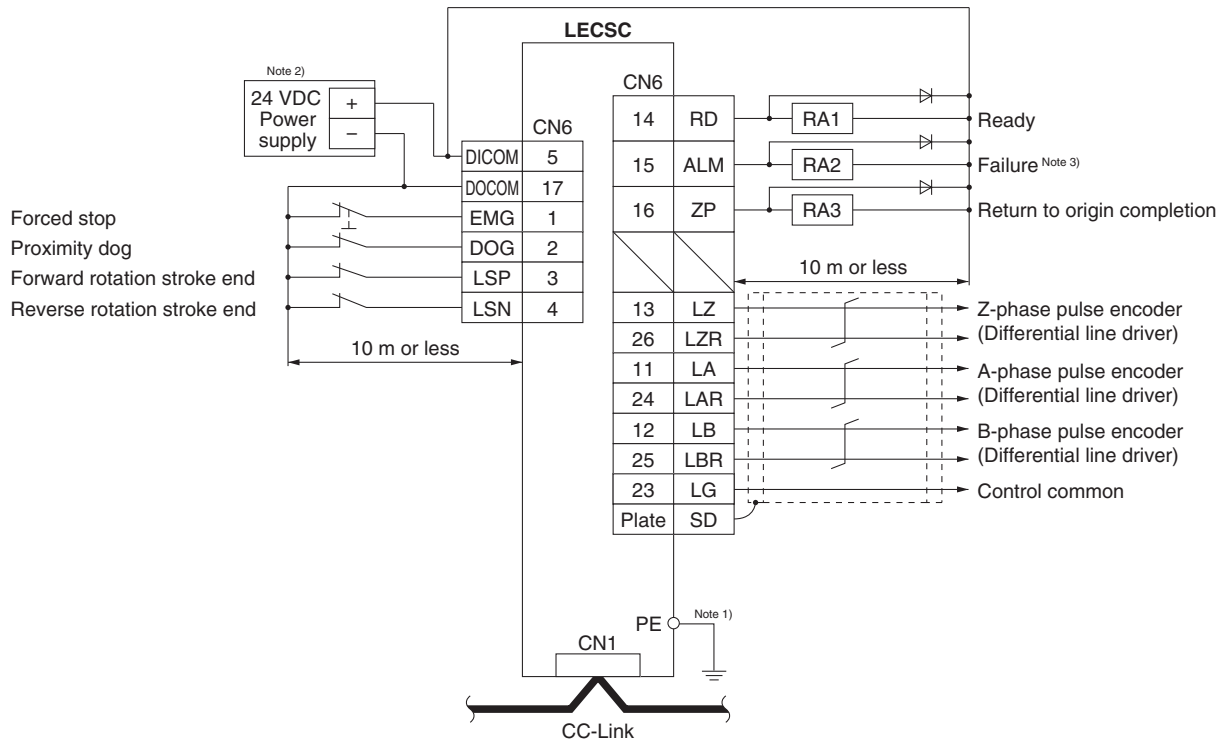 LECSC
Note 2)
24 VDC
Power
supply
+
−
CN6
DICOM 5
DOCOM 17
Forced stop EMG 1
Proximity dog DOG 2
Forward rotation stroke end LSP 3
Reverse rotation stroke end LSN 4
10 m or less
CN6
14 RD RA1 Ready
15 ALM RA2 Failure Note 3)
16 ZP RA3 Return to origin completion
10 m or less
13 LZ Z-phase pulse encoder
26 LZR (Differential line driver)
11 LA A-phase pulse encoder
24 LAR (Differential line driver)
12 LB B-phase pulse encoder
25 LBR (Differential line driver)
23 LG Control common
Plate SD
PE Note 1)
CN1
CC-Link